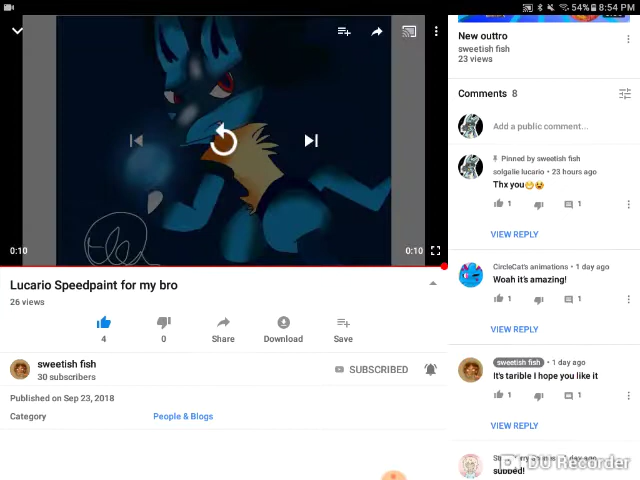 54% 8:54 PM
0:10
0:10
Lucario Speedpaint for my bro
26 views
4
0
Share
Download
Save
sweetish fish
30 subscribers
SUBSCRIBED
Published on Sep 23, 2018
Category
People & Blogs
New outtro
sweetish fish
23 views
Comments 8
Add a public comment...
Pinned by sweetish fish
solgalie lucario • 23 hours ago
Thx you😁😲
1
1
VIEW REPLY
CircleCat's animations • 1 day ago
Woah it's amazing!
1
1
VIEW REPLY
sweetish fish • 1 day ago
It's tarible I hope you like it
1
1
VIEW REPLY
day ago
DU Recorder
subbed!